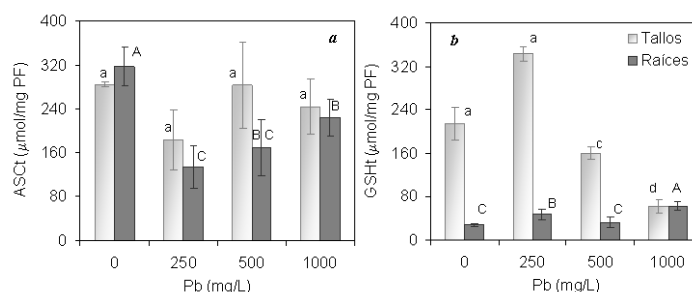 400
320
240
160
80
0
ASCt (µmol/mg PF)
a
a A
a C
a B C
a B
0 250 500 1000
Pb (mg/L)
400
320
240
160
80
0
GSHt (µmol/mg PF)
b
Tallos
Raíces
a C
a B
c C
d A
0 250 500 1000
Pb (mg/L)